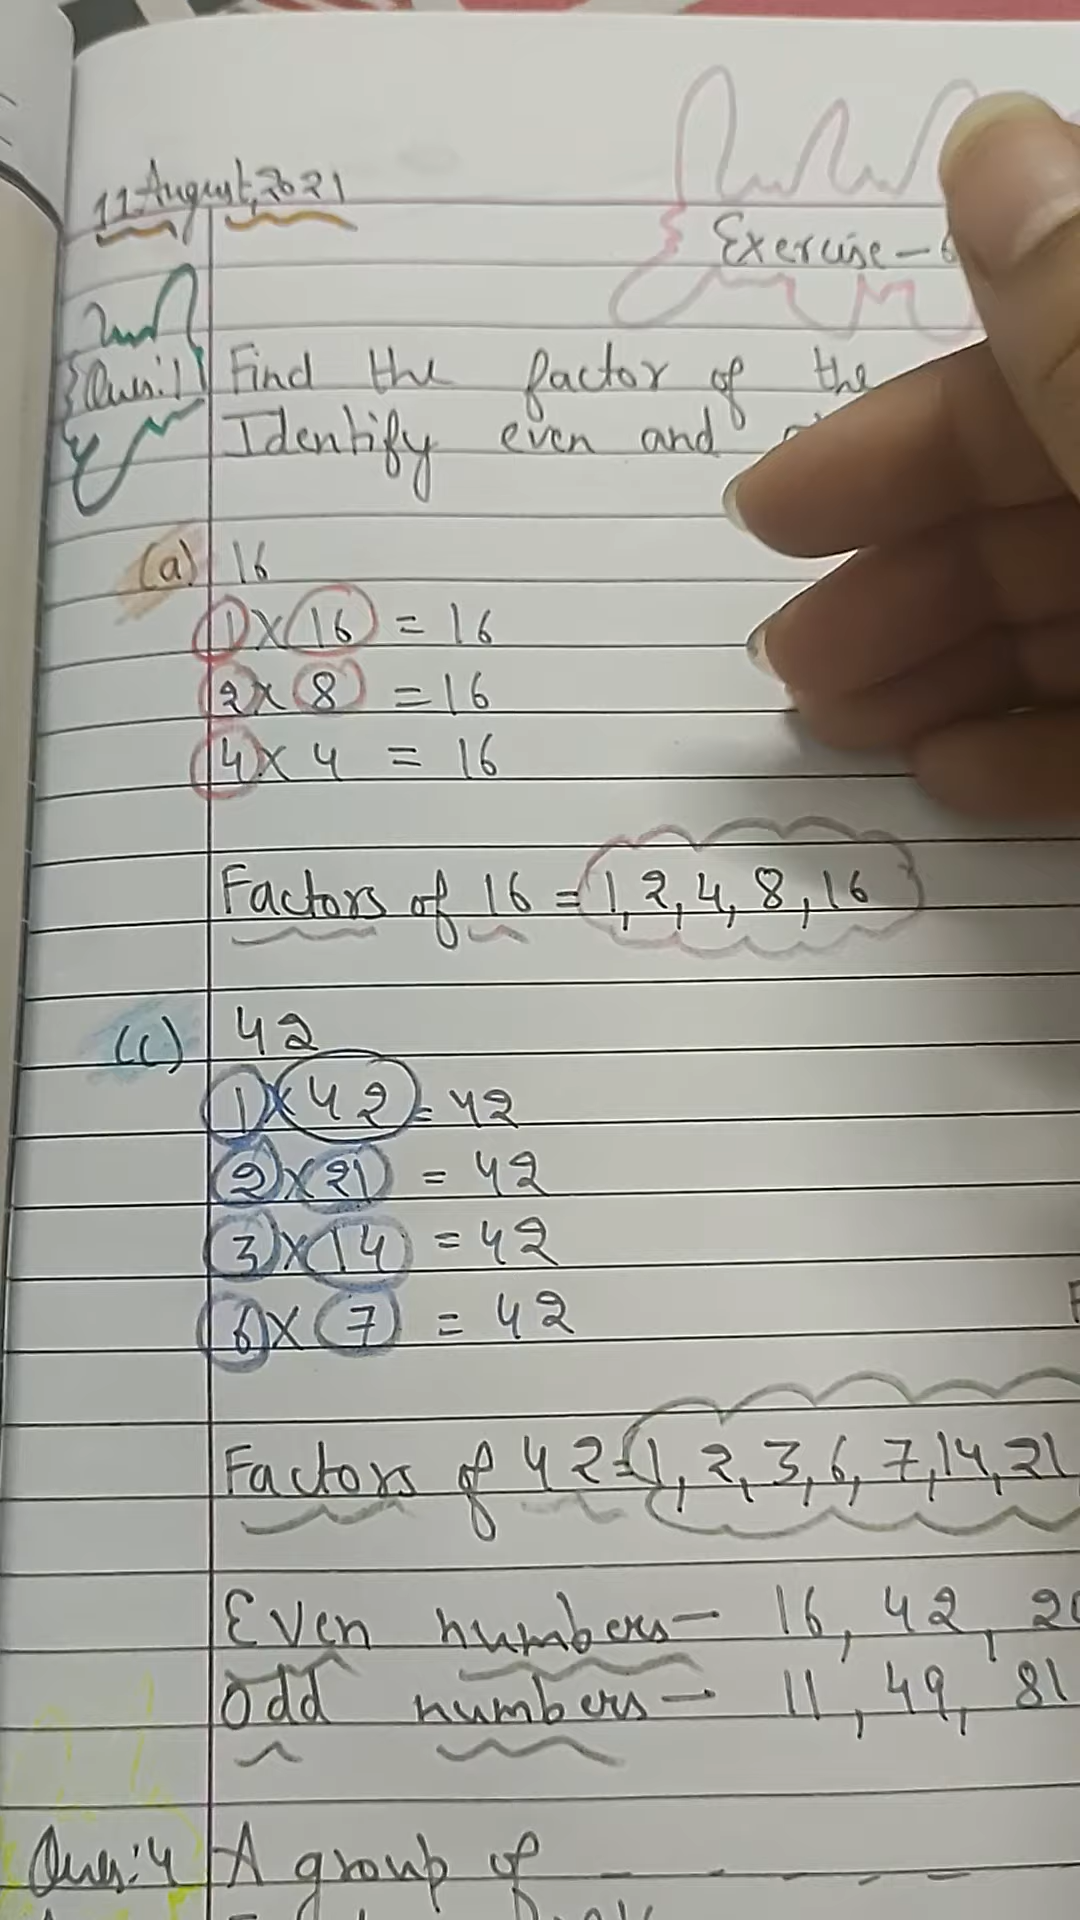 11 August, 2021
Exercise-
Ques:1 Find the factor of the
Identify even and
(a) 16
1 x 16 = 16
2 x 8 = 16
4 x 4 = 16
Factors of 16 = 1, 2, 4, 8, 16
(c) 42
1 x 42 = 42
2 x 21 = 42
3 x 14 = 42
6 x 7 = 42
Factors of 42 = 1, 2, 3, 6, 7, 14, 21
Even numbers- 16, 42,
Odd numbers- 11, 49, 81
Ques:4 A group of - - - -